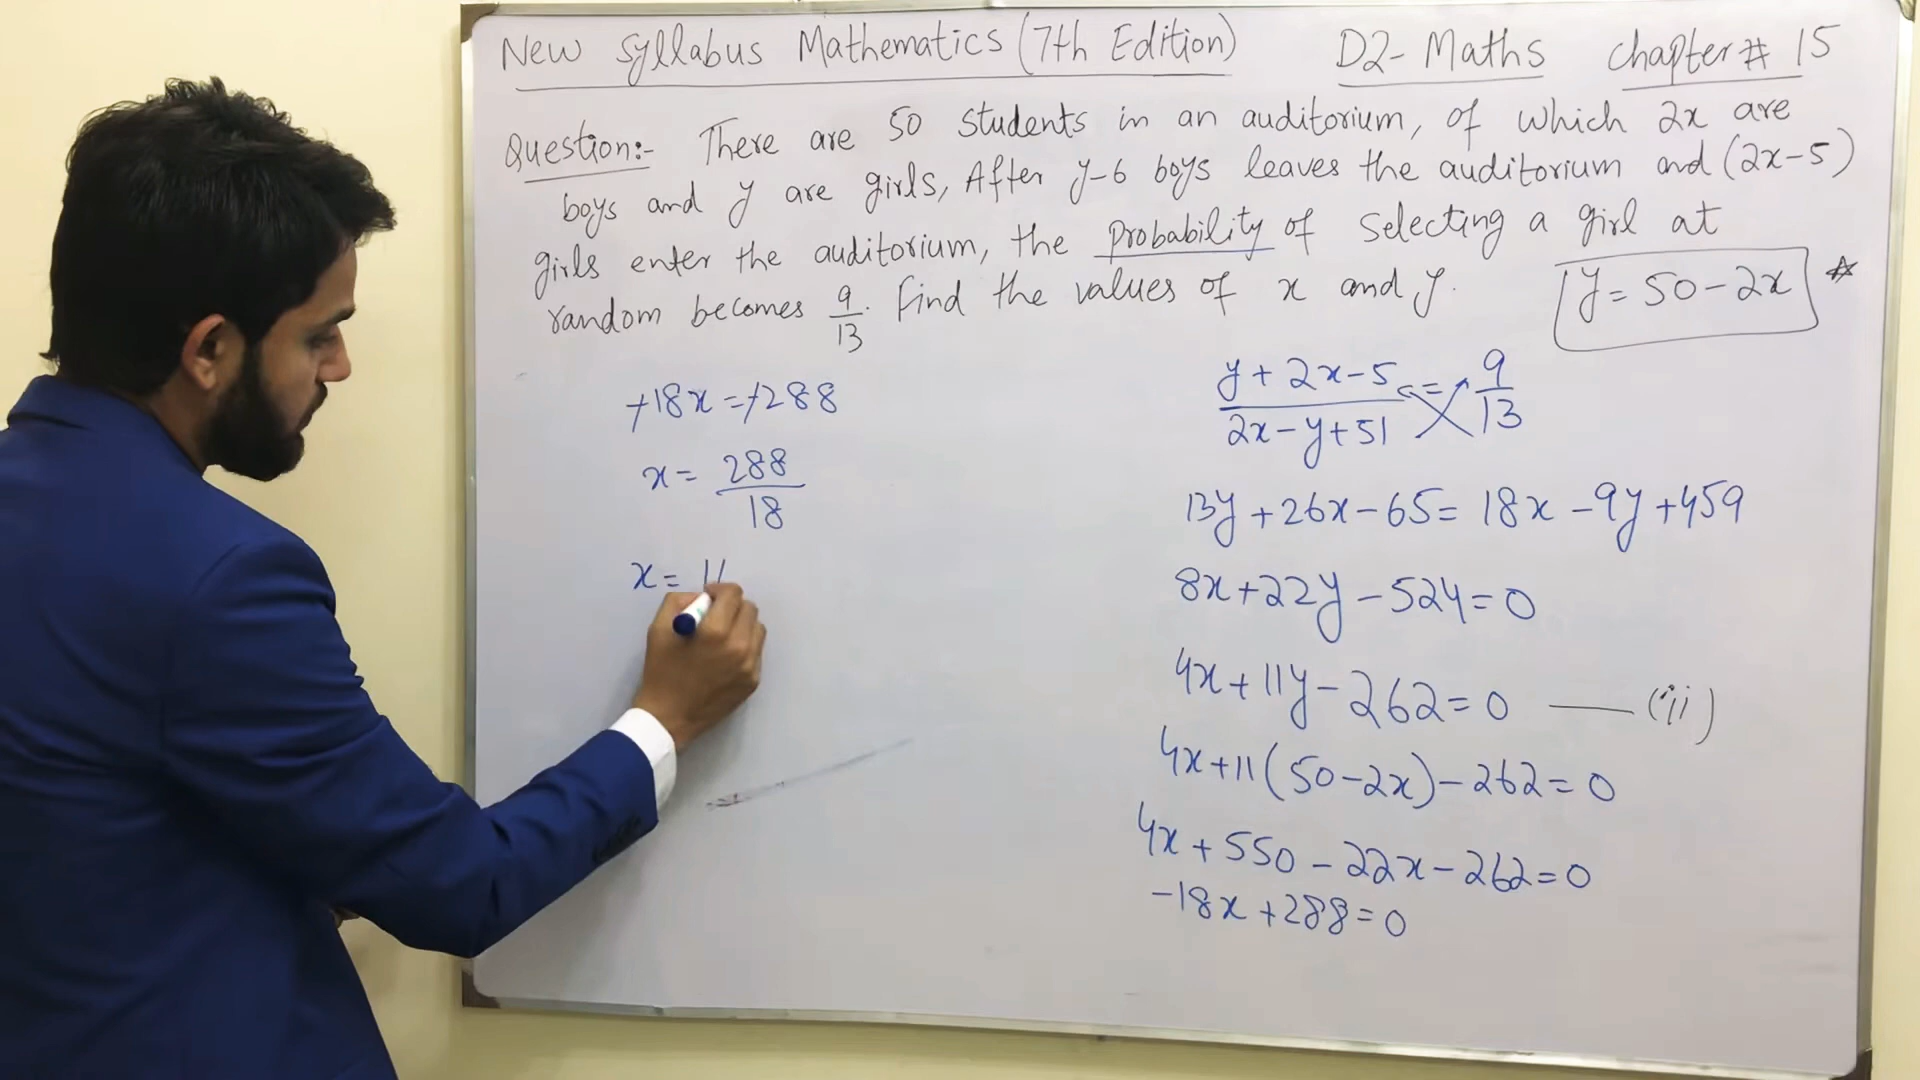 New Syllabus Mathematics (7th Edition) D2- Maths Chapter # 15
Question:- There are 50 students in an auditorium, of which 2x are
boys and y are girls, After y-6 boys leaves the auditorium and (2x-5)
girls enter the auditorium, the probability of selecting a girl at
random becomes 9/13. Find the values of x and y.
y = 50-2x *
-18x = -288
x = 288/18
x =
(y + 2x-5)/(2x-y+51) = 9/13
13y + 26x - 65 = 18x - 9y + 459
8x + 22y - 524 = 0
4x + 11y - 262 = 0 — (ii)
4x + 11(50-2x) - 262 = 0
4x + 550 - 22x - 262 = 0
-18x + 288 = 0